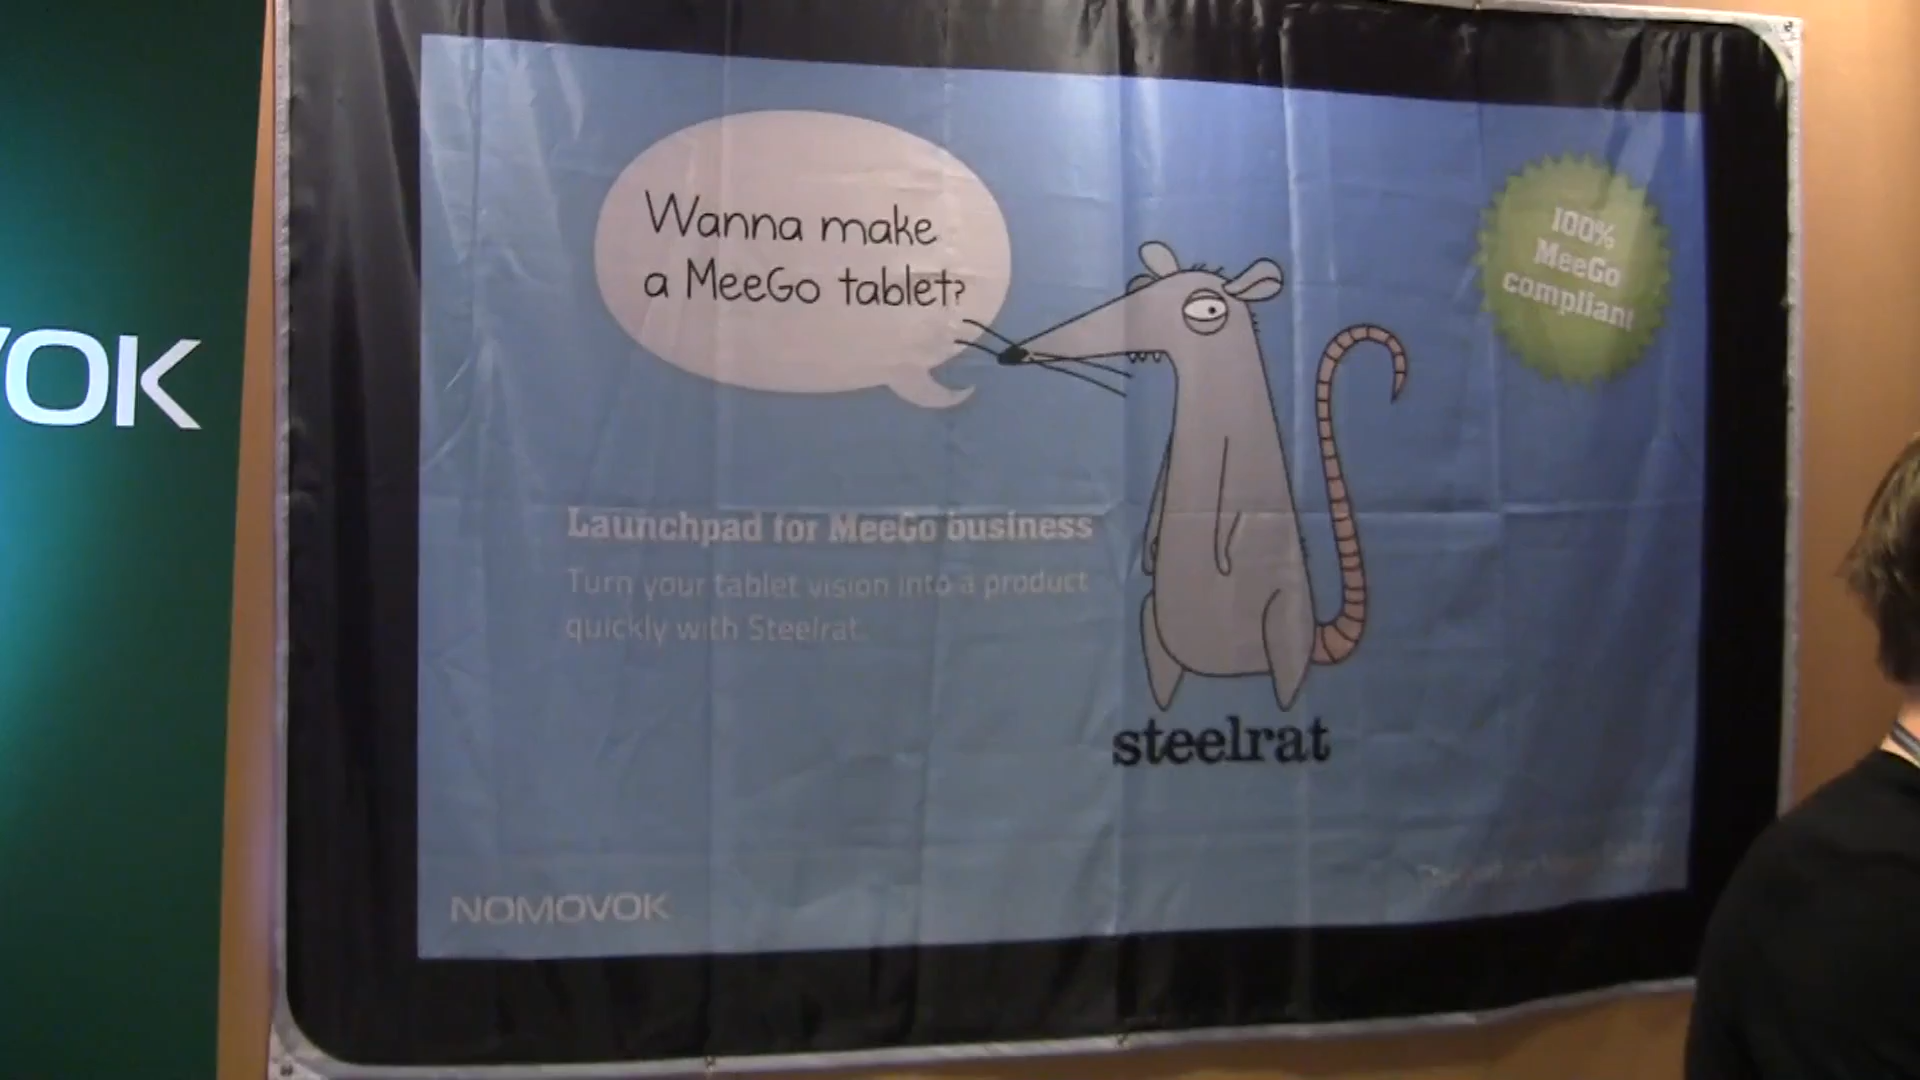 VOK
Wanna make
a MeeGo tablet?
100%
MeeGo
compliant
Launchpad for MeeGo business
Turn your tablet vision into a product
quickly with Steelrat.
steelrat
NOMOVOK